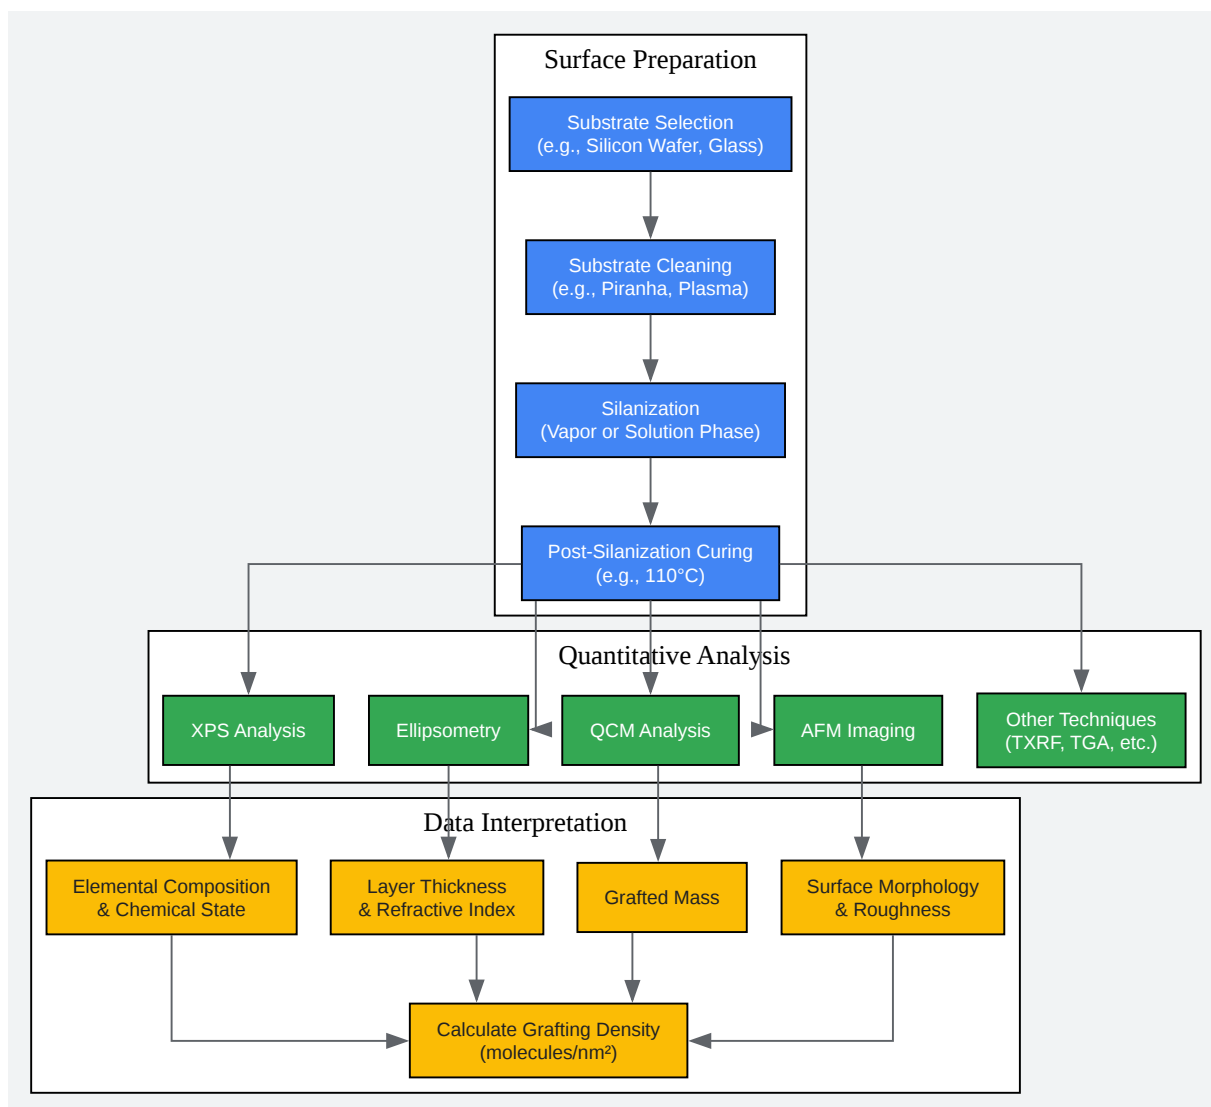 Surface Preparation
Substrate Selection
(e.g., Silicon Wafer, Glass)
Substrate Cleaning
(e.g., Piranha, Plasma)
Silanization
(Vapor or Solution Phase)
Post-Silanization Curing
(e.g., 110°C)
Quantitative Analysis
XPS Analysis
Ellipsometry
QCM Analysis
AFM Imaging
Other Techniques
(TXRF, TGA, etc.)
Data Interpretation
Elemental Composition
& Chemical State
Layer Thickness
& Refractive Index
Grafted Mass
Surface Morphology
& Roughness
Calculate Grafting Density
(molecules/nm²)